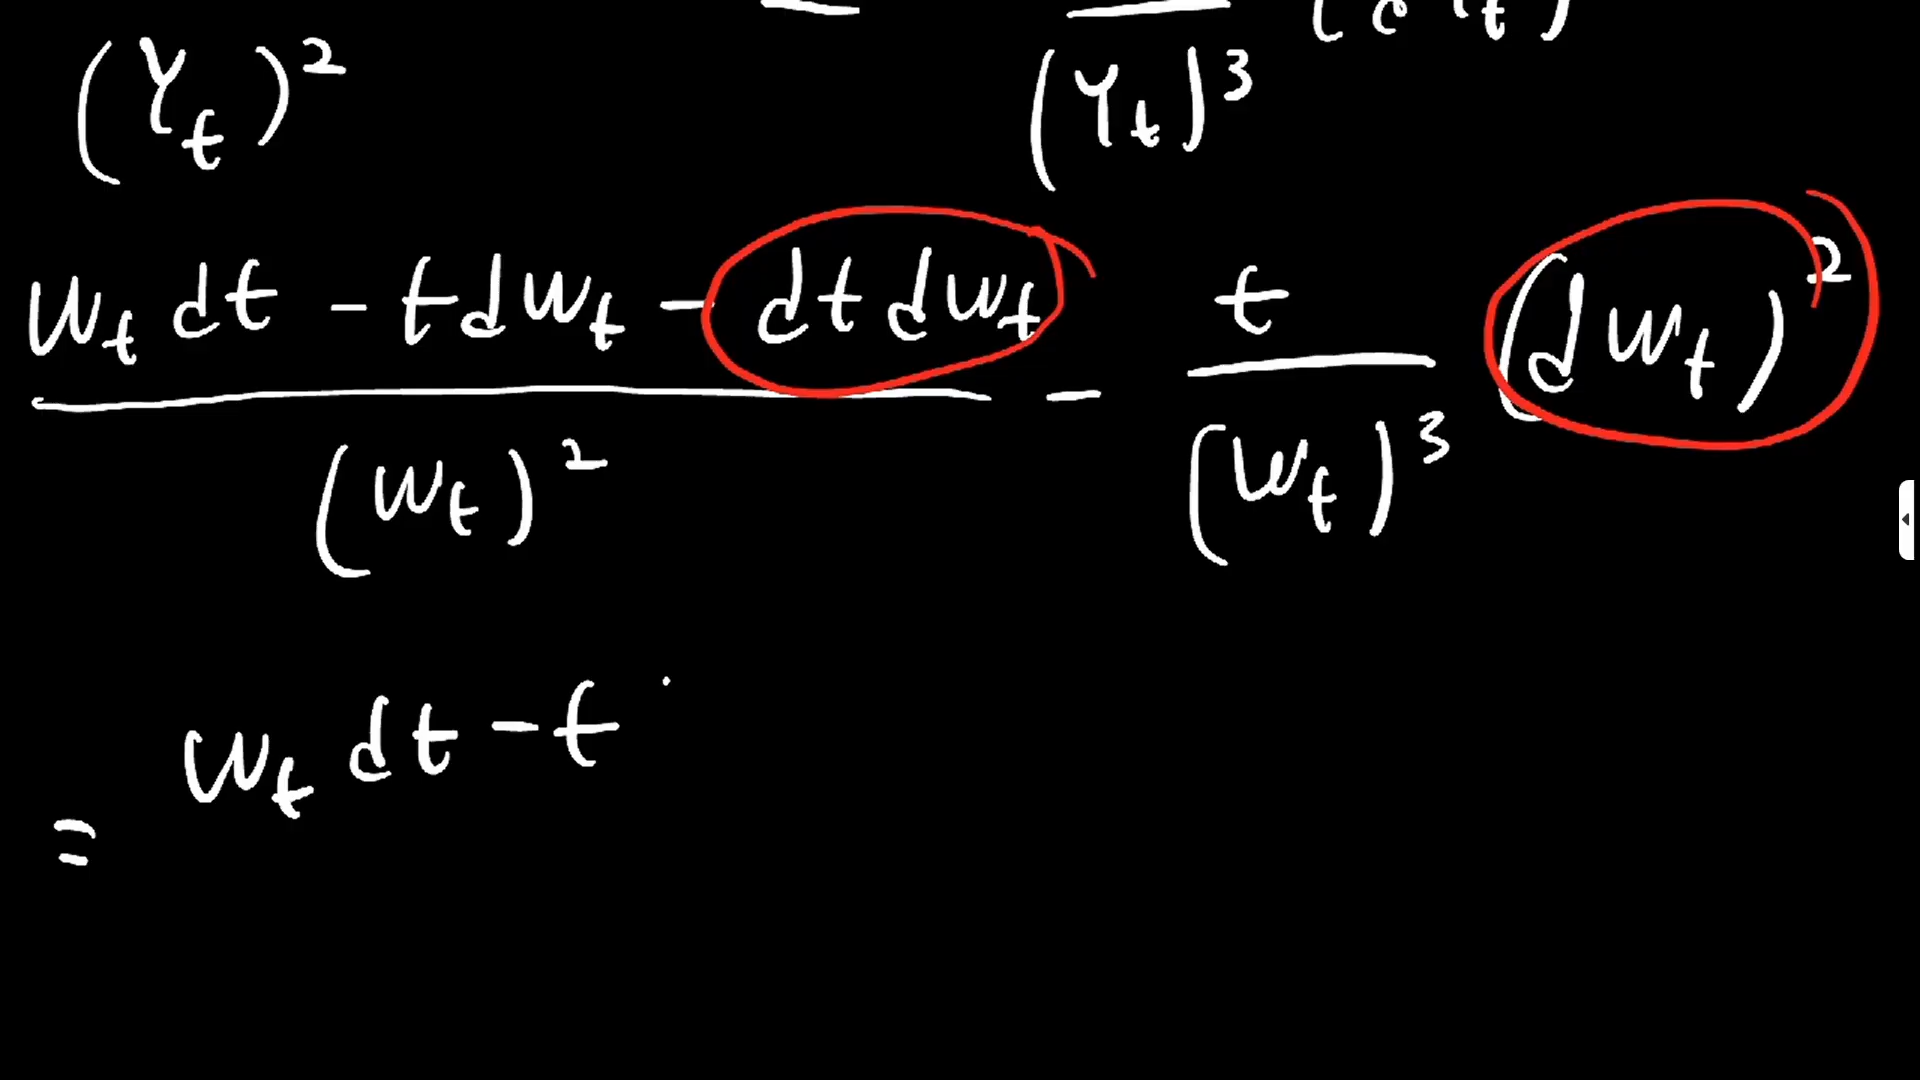 (Y_t)^2 (Y_t)^3
W_t dt - t dW_t - dt dW_t - t (dW_t)^2
(W_t)^2 (W_t)^3
= W_t dt - t